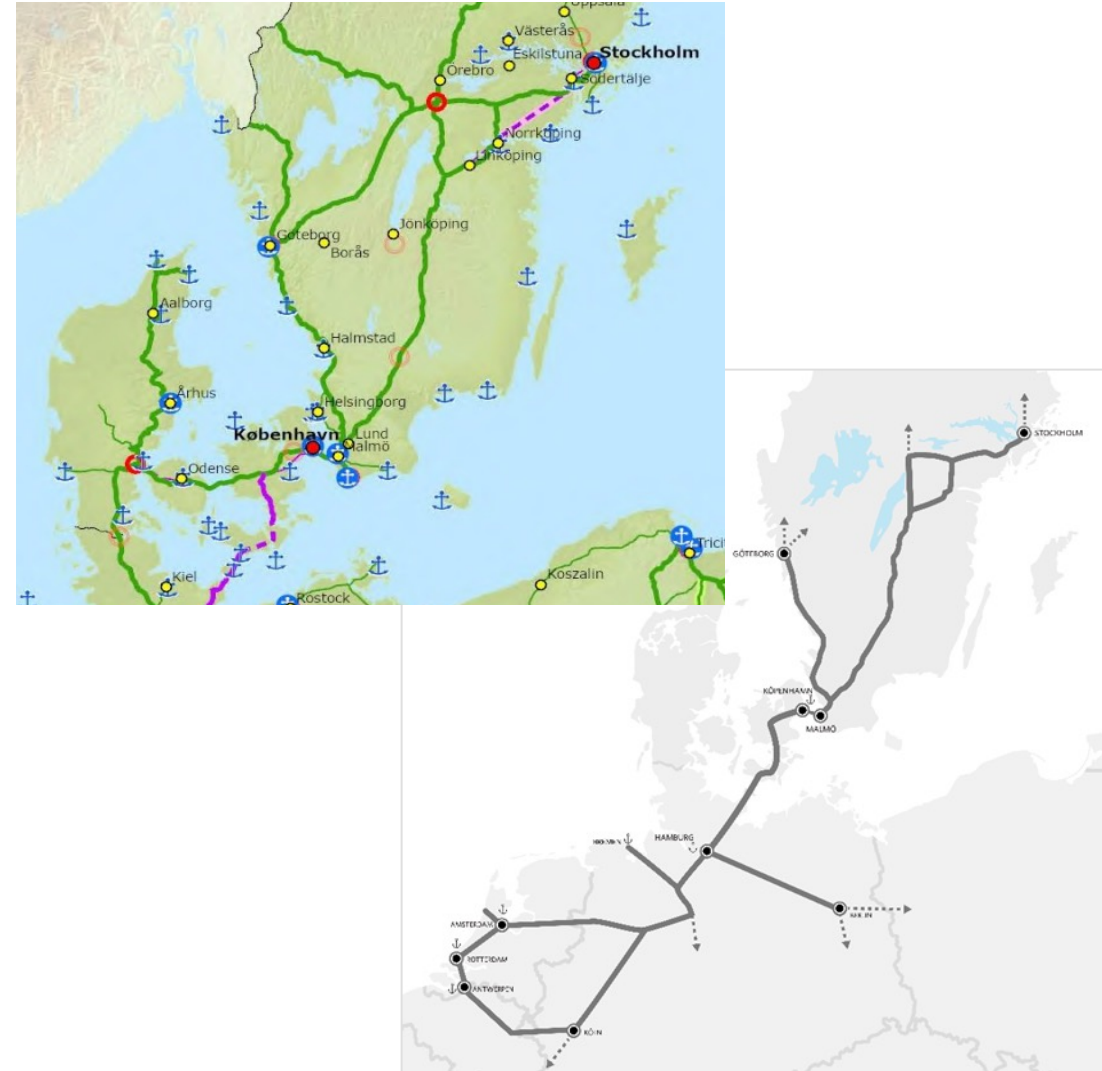 Uppsala
Västerås
Eskilstuna
Stockholm
Örebro
Södertälje
Norrköping
Linköping
Jönköping
Göteborg
Borås
Aalborg
Halmstad
Århus
Helsingborg
København
Lund
Malmö
Odense
Kiel
Rostock
Koszalin
Trici
STOCKHOLM
GÖTEBORG
KÖPENHAMN
MALMÖ
HAMBURG
AMSTERDAM
ROTTERDAM
ANTWERPEN
KÖLN